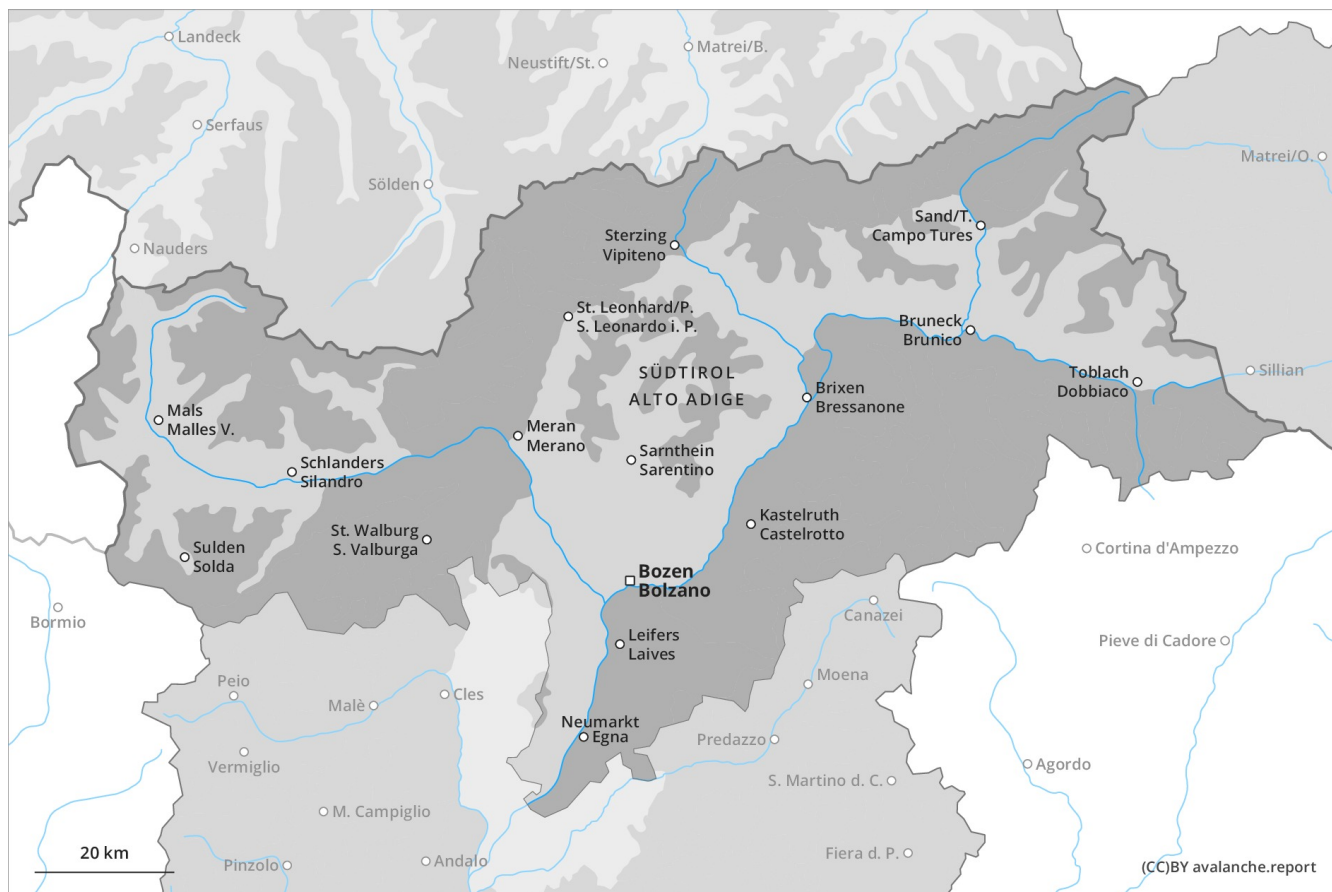 Landeck
Matrei/B.
Neustift/St.
Serfaus
Matrei/O.
Sölden
Sand/T.
Campo Tures
Nauders
Sterzing
Vipiteno
St. Leonhard/P.
S. Leonardo i. P.
Bruneck
Brunico
SÜDTIROL
ALTO ADIGE
Toblach
Dobbiaco
Sillian
Brixen
Bressanone
Mals
Malles V.
Meran
Merano
Schlanders
Silandro
Sarnthein
Sarentino
Kastelruth
Castelrotto
St. Walburg
S. Valburga
Sulden
Solda
Cortina d'Ampezzo
Bozen
Bolzano
Bormio
Canazei
Leifers
Laives
Pieve di Cadore
Peio
Malè
Cles
Moena
Neumarkt
Egna
Predazzo
Vermiglio
Agordo
S. Martino d. C.
M. Campiglio
20 km
Pinzolo
Andalo
Fiera d. P.
(CC)BY avalanche.report